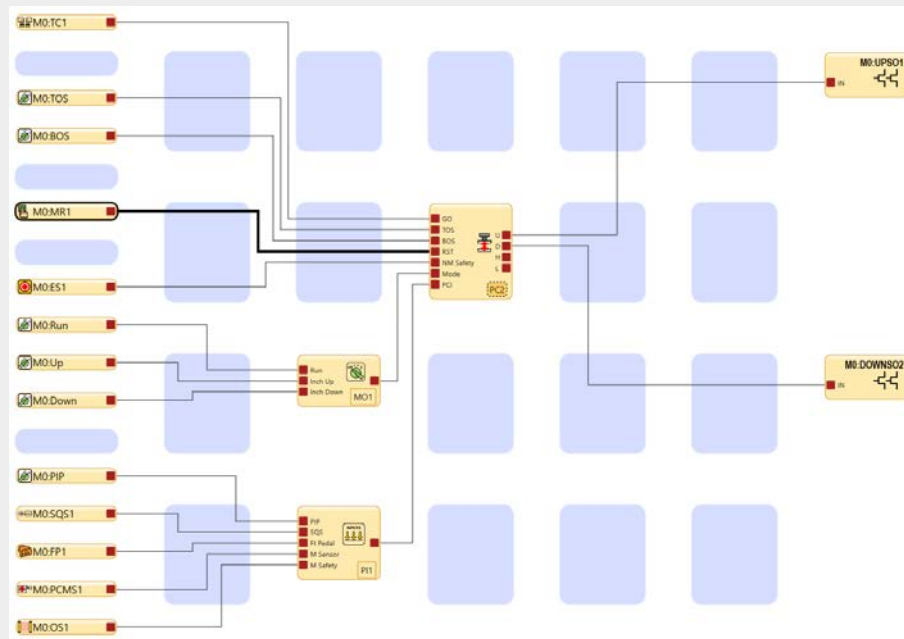 M0:TC1
M0:TOS
M0:BOS
M0:MR1
M0:ES1
M0:Run
M0:Up
M0:Down
M0:PIP
M0:SQS1
M0:FP1
M0:PCMS1
M0:OS1
Run
Inch Up
Inch Down
MO1
PIP
SQS
Ft Pedal
M Sensor
M Safety
PI1
GO
TOS
BOS
RST
NM Safety
Mode
PCI
U
D
H
L
PC2
M0:UPSO1
IN
M0:DOWNSO2
IN